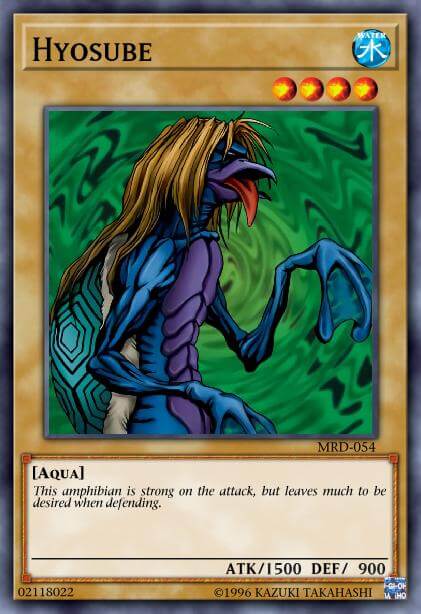 HYOSUBE
WATER
水
MRD-054
[AQUA]
This amphibian is strong on the attack, but leaves much to be
desired when defending.
ATK/1500 DEF/ 900
02118022
©1996 KAZUKI TAKAHASHI